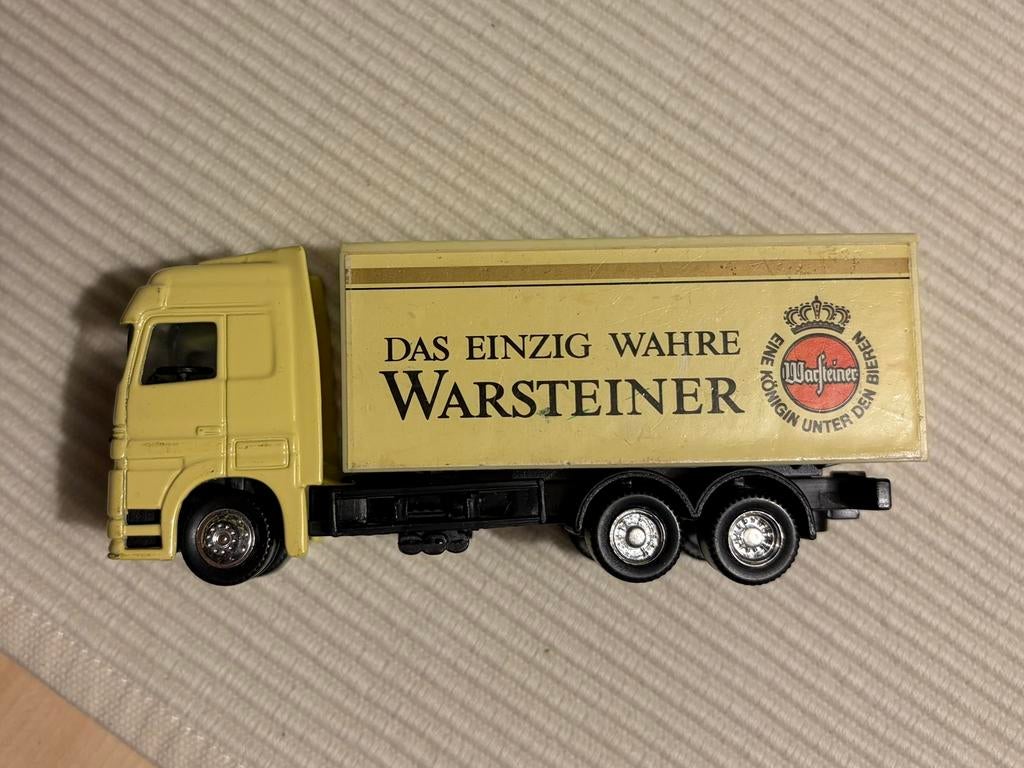 DAS EINZIG WAHRE
WARSTEINER
EINE KÖNIGIN UNTER DEN BIEREN
Warsteiner